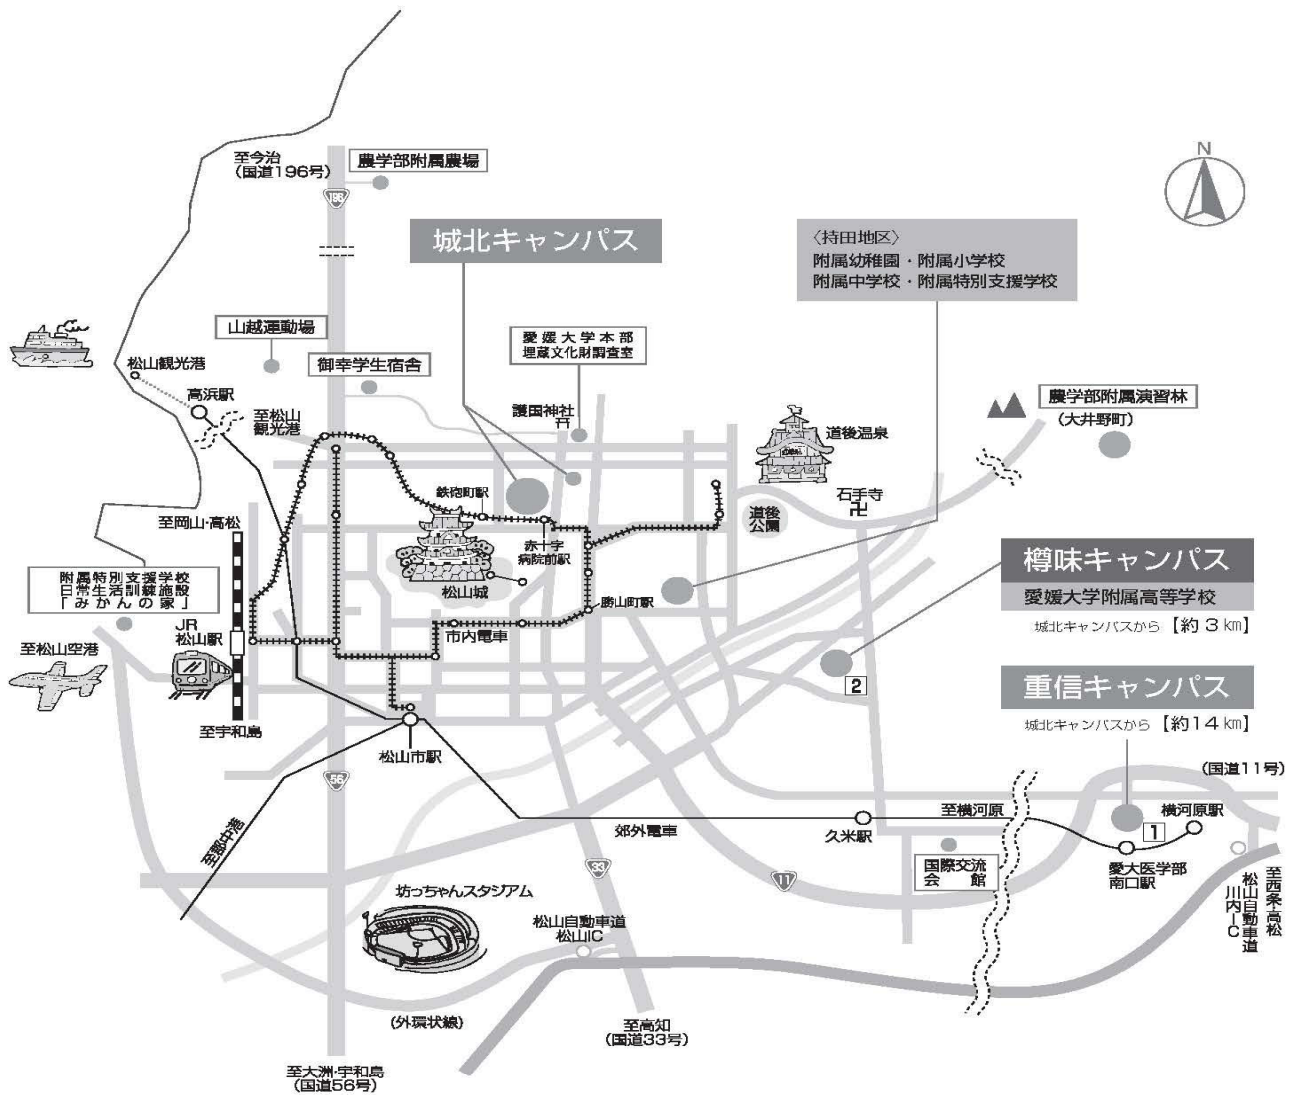 N
至今治
(国道196号)
農学部附属農場
196
城北キャンパス
〈持田地区〉
附属幼稚園・附属小学校
附属中学校・附属特別支援学校
山越運動場
愛媛大学本部
埋蔵文化財調査室
松山観光港
御幸学生宿舎
高浜駅
至松山
観光港
護国神社
農学部附属演習林
(大井野町)
道後温泉
鉄砲町駅
石手寺
卍
道後
公園
至岡山・高松
赤十字
病院前駅
松山城
樽味キャンパス
愛媛大学附属高等学校
城北キャンパスから【約3km】
附属特別支援学校
日常生活訓練施設
「みかんの家」
勝山町駅
JR
松山駅
市内電車
至松山空港
2
重信キャンパス
城北キャンパスから【約14km】
至宇和島
松山市駅
(国道11号)
56
至横河原
横河原駅
郊外電車
久米駅
1
至郡中港
国際交流
会館
愛大医学部
南口駅
33
11
坊っちゃんスタジアム
松山自動車道
松山IC
至西条・高松
松山自動車道
川内IC
(外環状線)
至高知
(国道33号)
至大洲・宇和島
(国道56号)